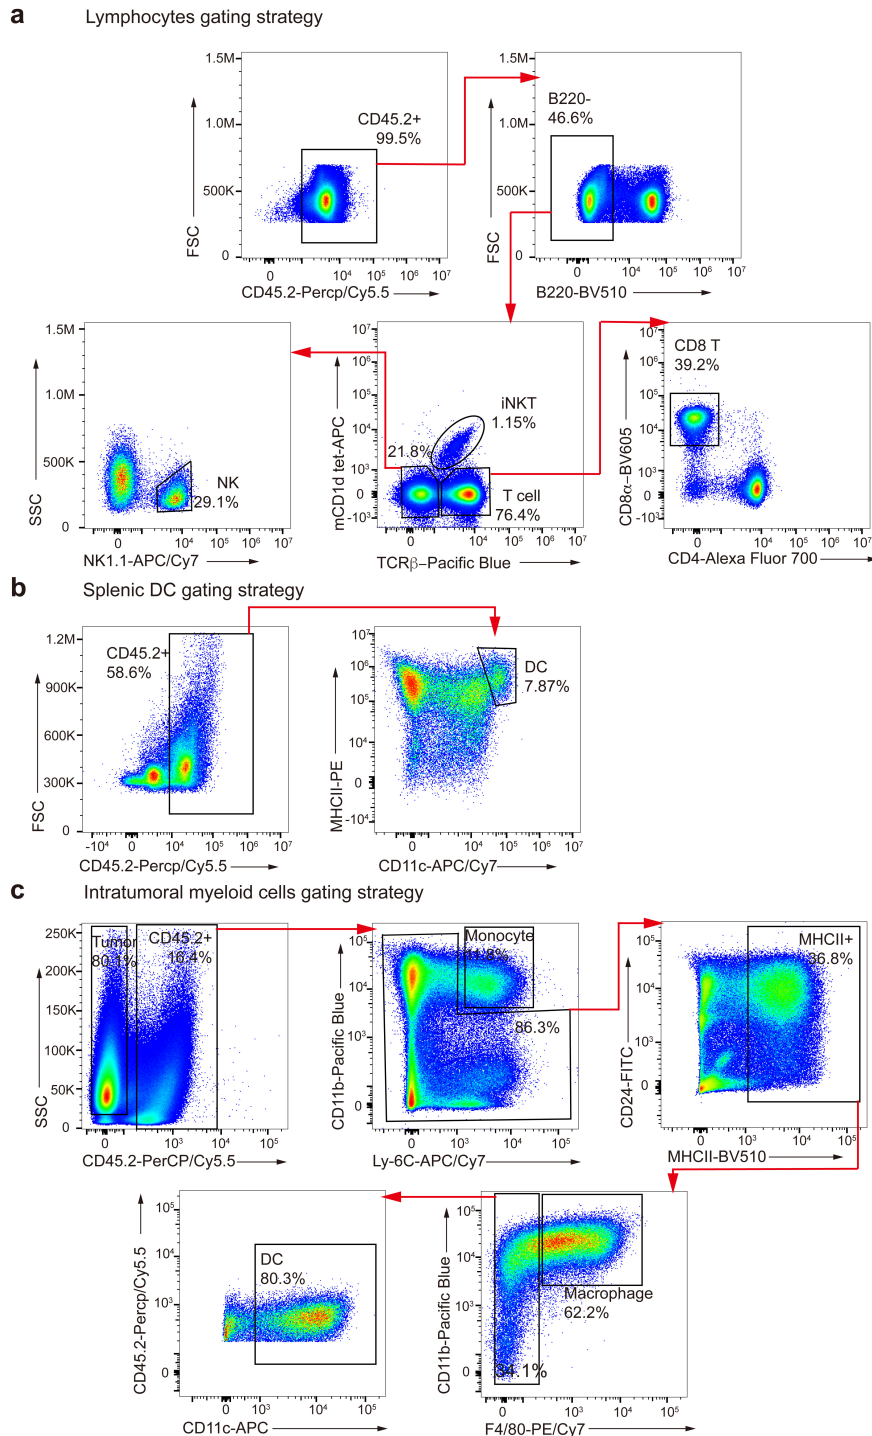 a Lymphocytes gating strategy
1.5M
1.0M
500K
0
FSC
CD45.2+
99.5%
0 10⁴ 10⁵ 10⁶ 10⁷
CD45.2-Percp/Cy5.5
1.5M
1.0M
500K
0
FSC
B220-
46.6%
0 10⁴ 10⁵ 10⁶ 10⁷
B220-BV510
1.5M
1.0M
500K
0
SSC
NK
29.1%
0 10⁴ 10⁵ 10⁶ 10⁷
NK1.1-APC/Cy7
10⁷
10⁶
10⁵
10⁴
10³
0
-10³
mCD1d tet-APC
iNKT
1.15%
21.8%
T cell
76.4%
0 10⁴ 10⁵ 10⁶ 10⁷
TCRβ–Pacific Blue
10⁷
10⁶
10⁵
10⁴
10³
0
-10³
CD8α–BV605
CD8 T
39.2%
0 10⁴ 10⁵ 10⁶ 10⁷
CD4-Alexa Fluor 700
b Splenic DC gating strategy
1.2M
900K
600K
300K
0
FSC
CD45.2+
58.6%
-10⁴ 0 10⁴ 10⁵ 10⁶ 10⁷
CD45.2-Percp/Cy5.5
10⁷
10⁶
10⁵
10⁴
0
-10⁴
MHCII-PE
DC
7.87%
0 10⁴ 10⁵ 10⁶ 10⁷
CD11c-APC/Cy7
c Intratumoral myeloid cells gating strategy
250K
200K
150K
100K
50K
0
SSC
Tumor
80.1%
CD45.2+
16.4%
0 10³ 10⁴ 10⁵
CD45.2-PerCP/Cy5.5
10⁵
10⁴
10³
0
CD11b-Pacific Blue
Monocyte
86.3%
0 10³ 10⁴ 10⁵
Ly-6C-APC/Cy7
10⁵
10⁴
10³
0
CD24-FITC
MHCII+
36.8%
0 10³ 10⁴ 10⁵
MHCII-BV510
10⁵
10⁴
10³
0
CD45.2-Percp/Cy5.5
DC
80.3%
0 10³ 10⁴ 10⁵
CD11c-APC
10⁵
10⁴
10³
0
CD11b-Pacific Blue
Macrophage
62.2%
34.1%
0 10³ 10⁴ 10⁵
F4/80-PE/Cy7